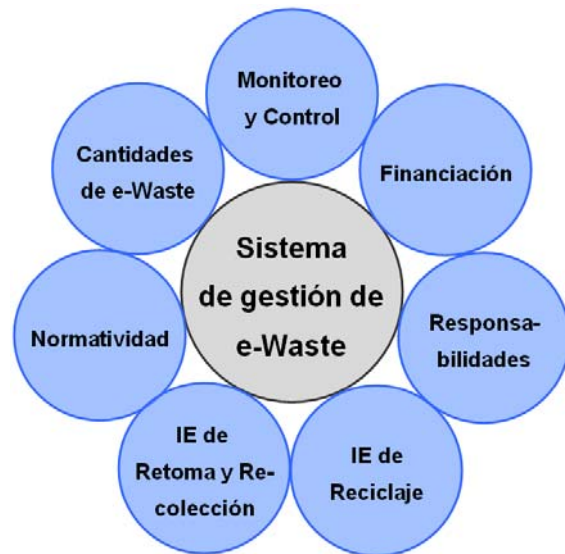 Monitoreo
y Control
Cantidades
de e-Waste
Financiación
Sistema
de gestión de
e-Waste
Normatividad
Responsa-
bilidades
IE de
Retoma y Re-
colección
IE de
Reciclaje